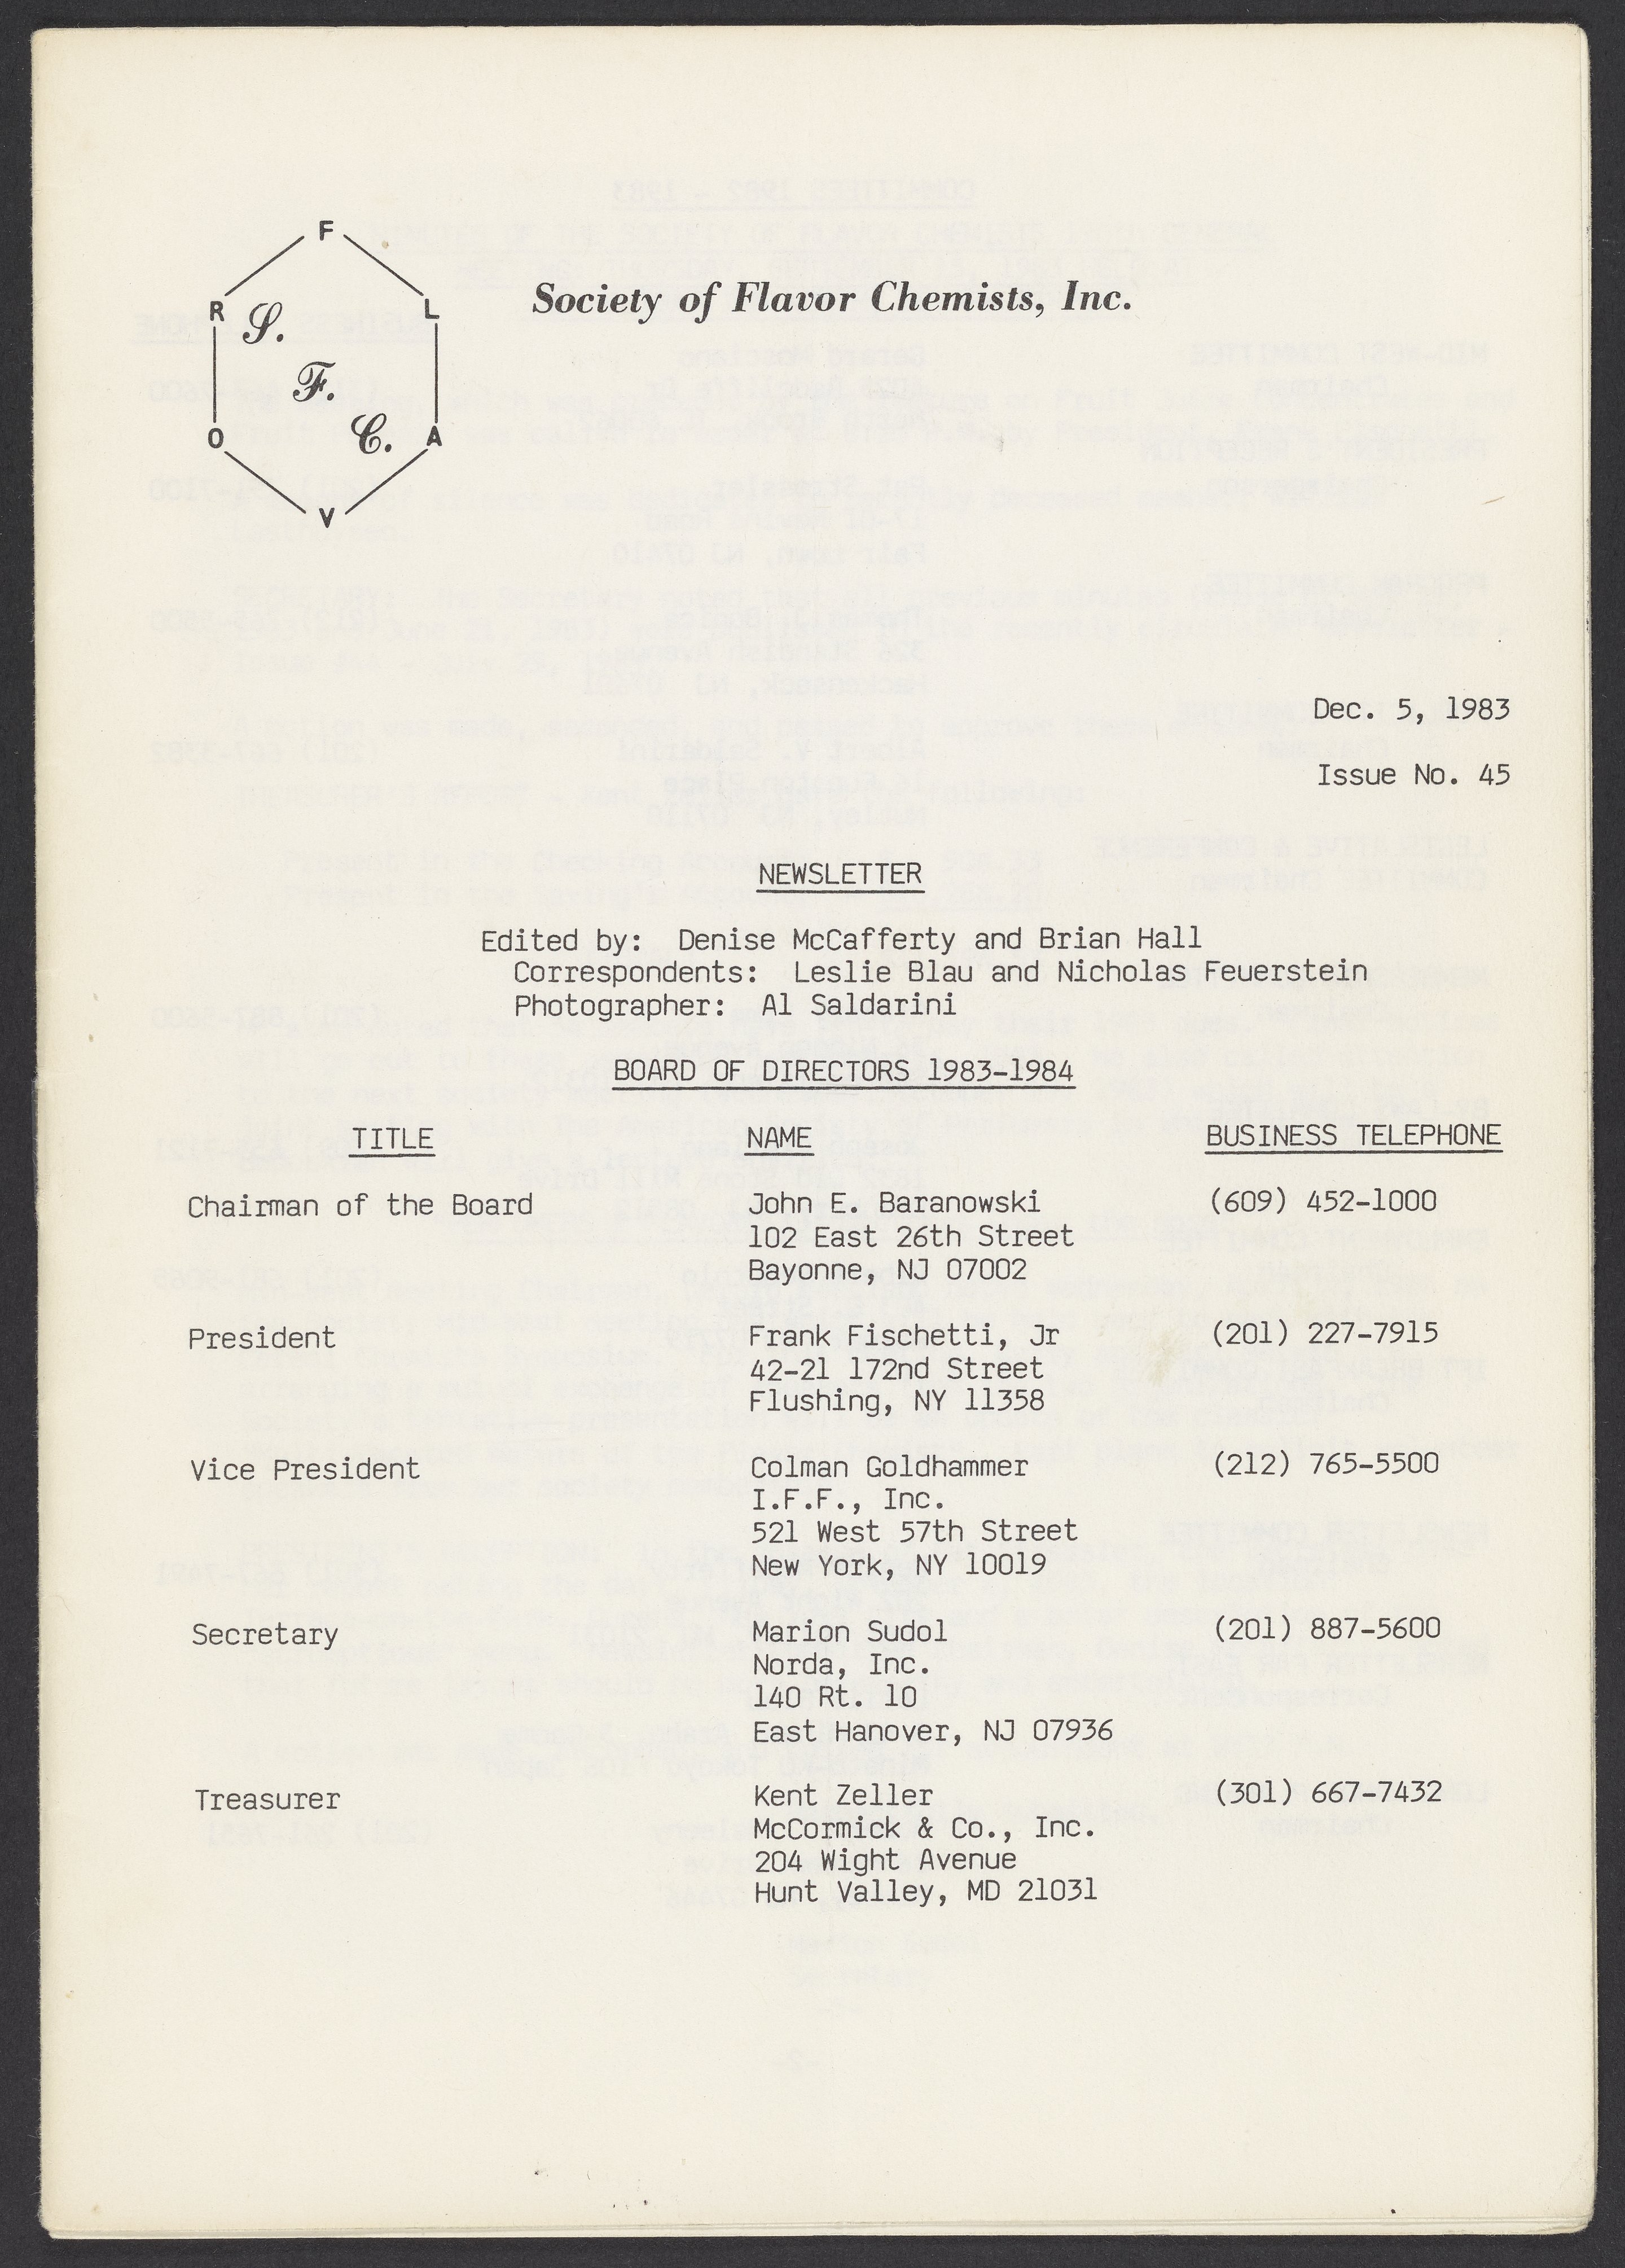 F
R L
S.
F.
C.
O A
V
Society of Flavor Chemists, Inc.
Dec. 5, 1983
Issue No. 45
NEWSLETTER
Edited by: Denise McCafferty and Brian Hall
Correspondents: Leslie Blau and Nicholas Feuerstein
Photographer: Al Saldarini
BOARD OF DIRECTORS 1983-1984
TITLE NAME BUSINESS TELEPHONE
Chairman of the Board John E. Baranowski (609) 452-1000
102 East 26th Street
Bayonne, NJ 07002
President Frank Fischetti, Jr (201) 227-7915
42-21 172nd Street
Flushing, NY 11358
Vice President Colman Goldhammer (212) 765-5500
I.F.F., Inc.
521 West 57th Street
New York, NY 10019
Secretary Marion Sudol (201) 887-5600
Norda, Inc.
140 Rt. 10
East Hanover, NJ 07936
Treasurer Kent Zeller (301) 667-7432
McCormick & Co., Inc.
204 Wight Avenue
Hunt Valley, MD 21031